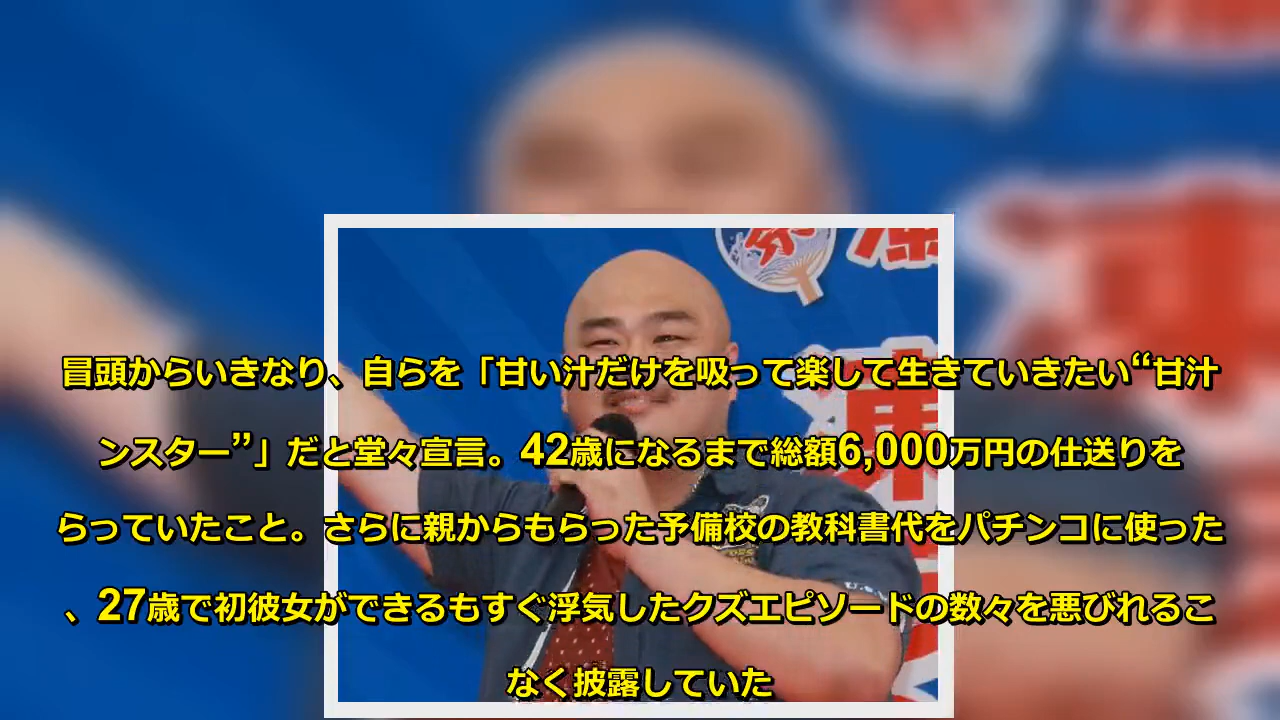 冒頭からいきなり、自らを「甘い汁だけを吸って楽して生きていきたい“甘汁
ンスター”」だと堂々宣言。42歳になるまで総額6,000万円の仕送りを
らっていたこと。さらに親からもらった予備校の教科書代をパチンコに使った
、27歳で初彼女ができるもすぐ浮気したクズエピソードの数々を悪びれるこ
なく披露していた